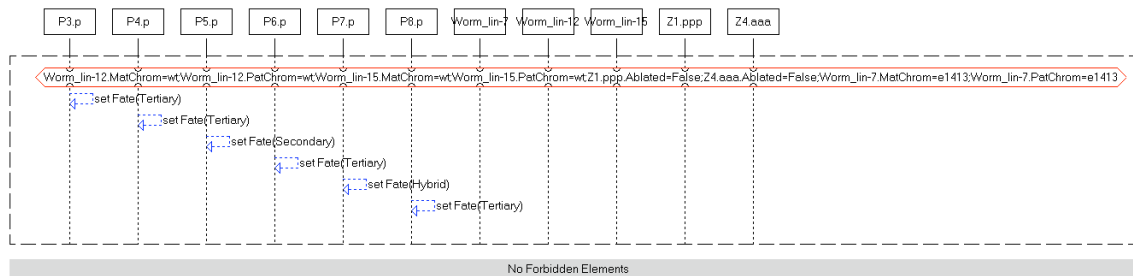 P3.p P4.p P5.p P6.p P7.p P8.p Worm_lin-7 Worm_lin-12 Worm_lin-15 Z1.ppp Z4.aaa
Worm_lin-12.MatChrom=wt;Worm_lin-12.PatChrom=wt;Worm_lin-15.MatChrom=wt;Worm_lin-15.PatChrom=wt;Z1.ppp.Ablated=False;Z4.aaa.Ablated=False;Worm_lin-7.MatChrom=e1413;Worm_lin-7.PatChrom=e1413
set Fate(Tertiary)
set Fate(Tertiary)
set Fate(Secondary)
set Fate(Tertiary)
set Fate(Hybrid)
set Fate(Tertiary)
No Forbidden Elements